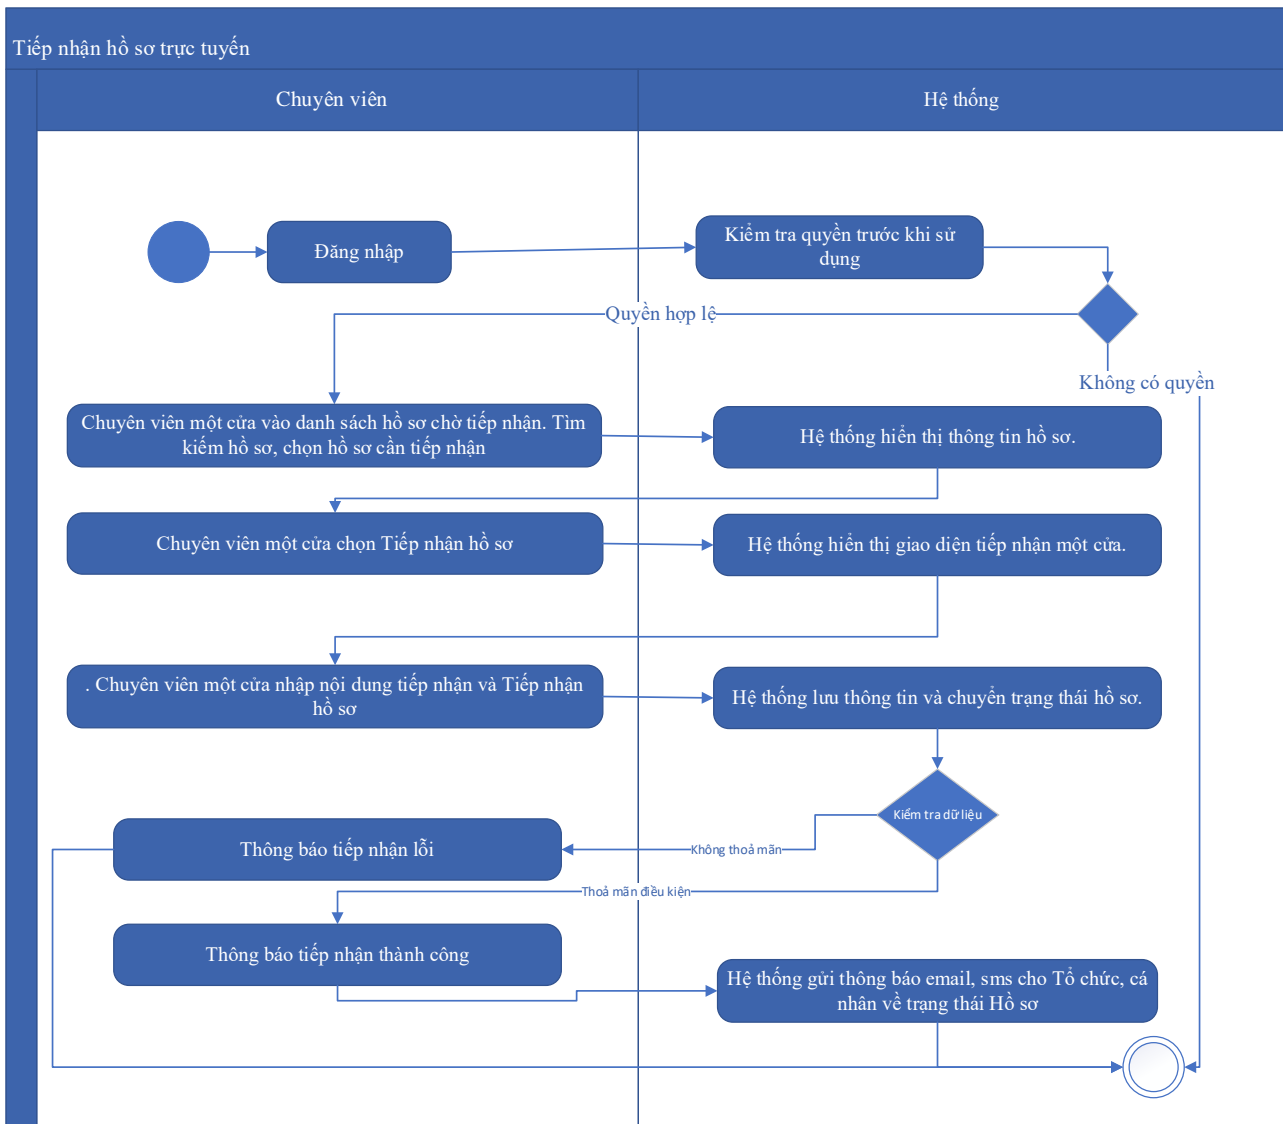 Tiếp nhận hồ sơ trực tuyến
Chuyên viên
Hệ thống
Đăng nhập
Kiểm tra quyền trước khi sử
dụng
Quyền hợp lệ
Không có quyền
Chuyên viên một cửa vào danh sách hồ sơ chờ tiếp nhận. Tìm
kiếm hồ sơ, chọn hồ sơ cần tiếp nhận
Hệ thống hiển thị thông tin hồ sơ.
Chuyên viên một cửa chọn Tiếp nhận hồ sơ
Hệ thống hiển thị giao diện tiếp nhận một cửa.
. Chuyên viên một cửa nhập nội dung tiếp nhận và Tiếp nhận
hồ sơ
Hệ thống lưu thông tin và chuyển trạng thái hồ sơ.
Kiểm tra dữ liệu
Thông báo tiếp nhận lỗi
Không thoả mãn
Thoả mãn điều kiện
Thông báo tiếp nhận thành công
Hệ thống gửi thông báo email, sms cho Tổ chức, cá
nhân về trạng thái Hồ sơ